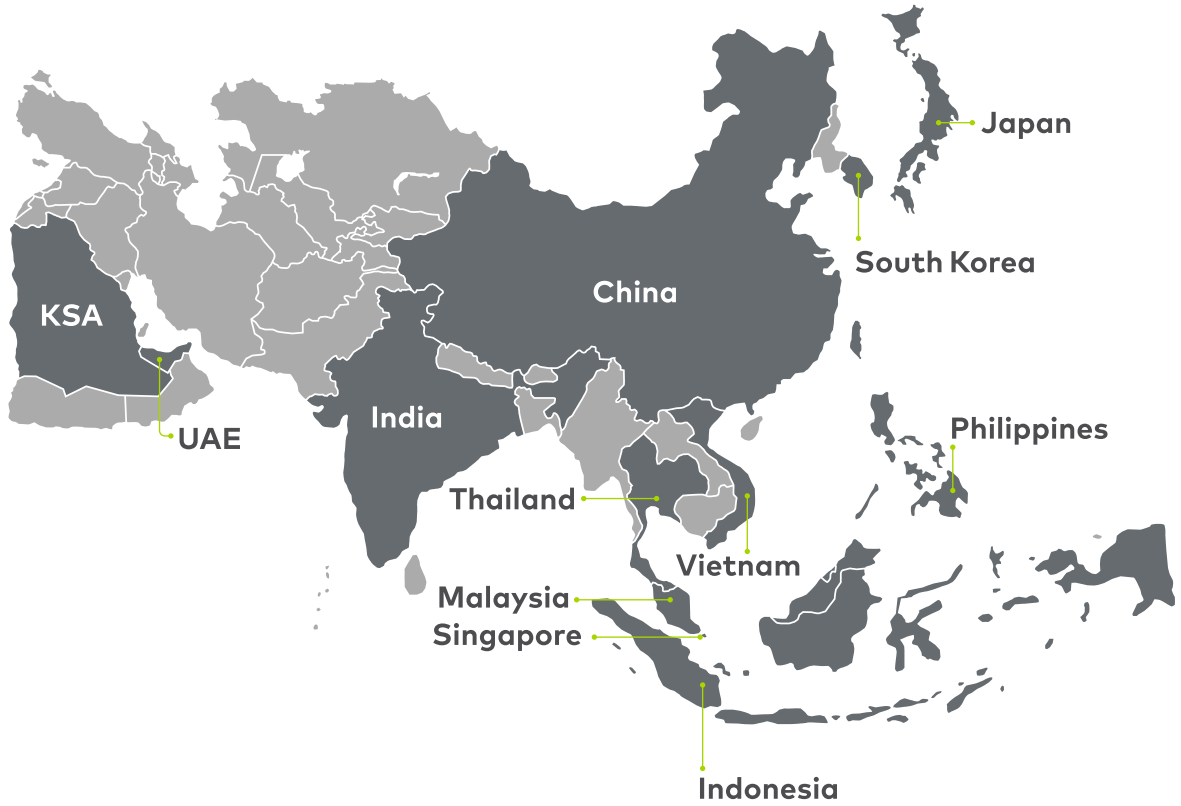 Japan
South Korea
China
KSA
India
UAE
Philippines
Thailand
Vietnam
Malaysia
Singapore
Indonesia